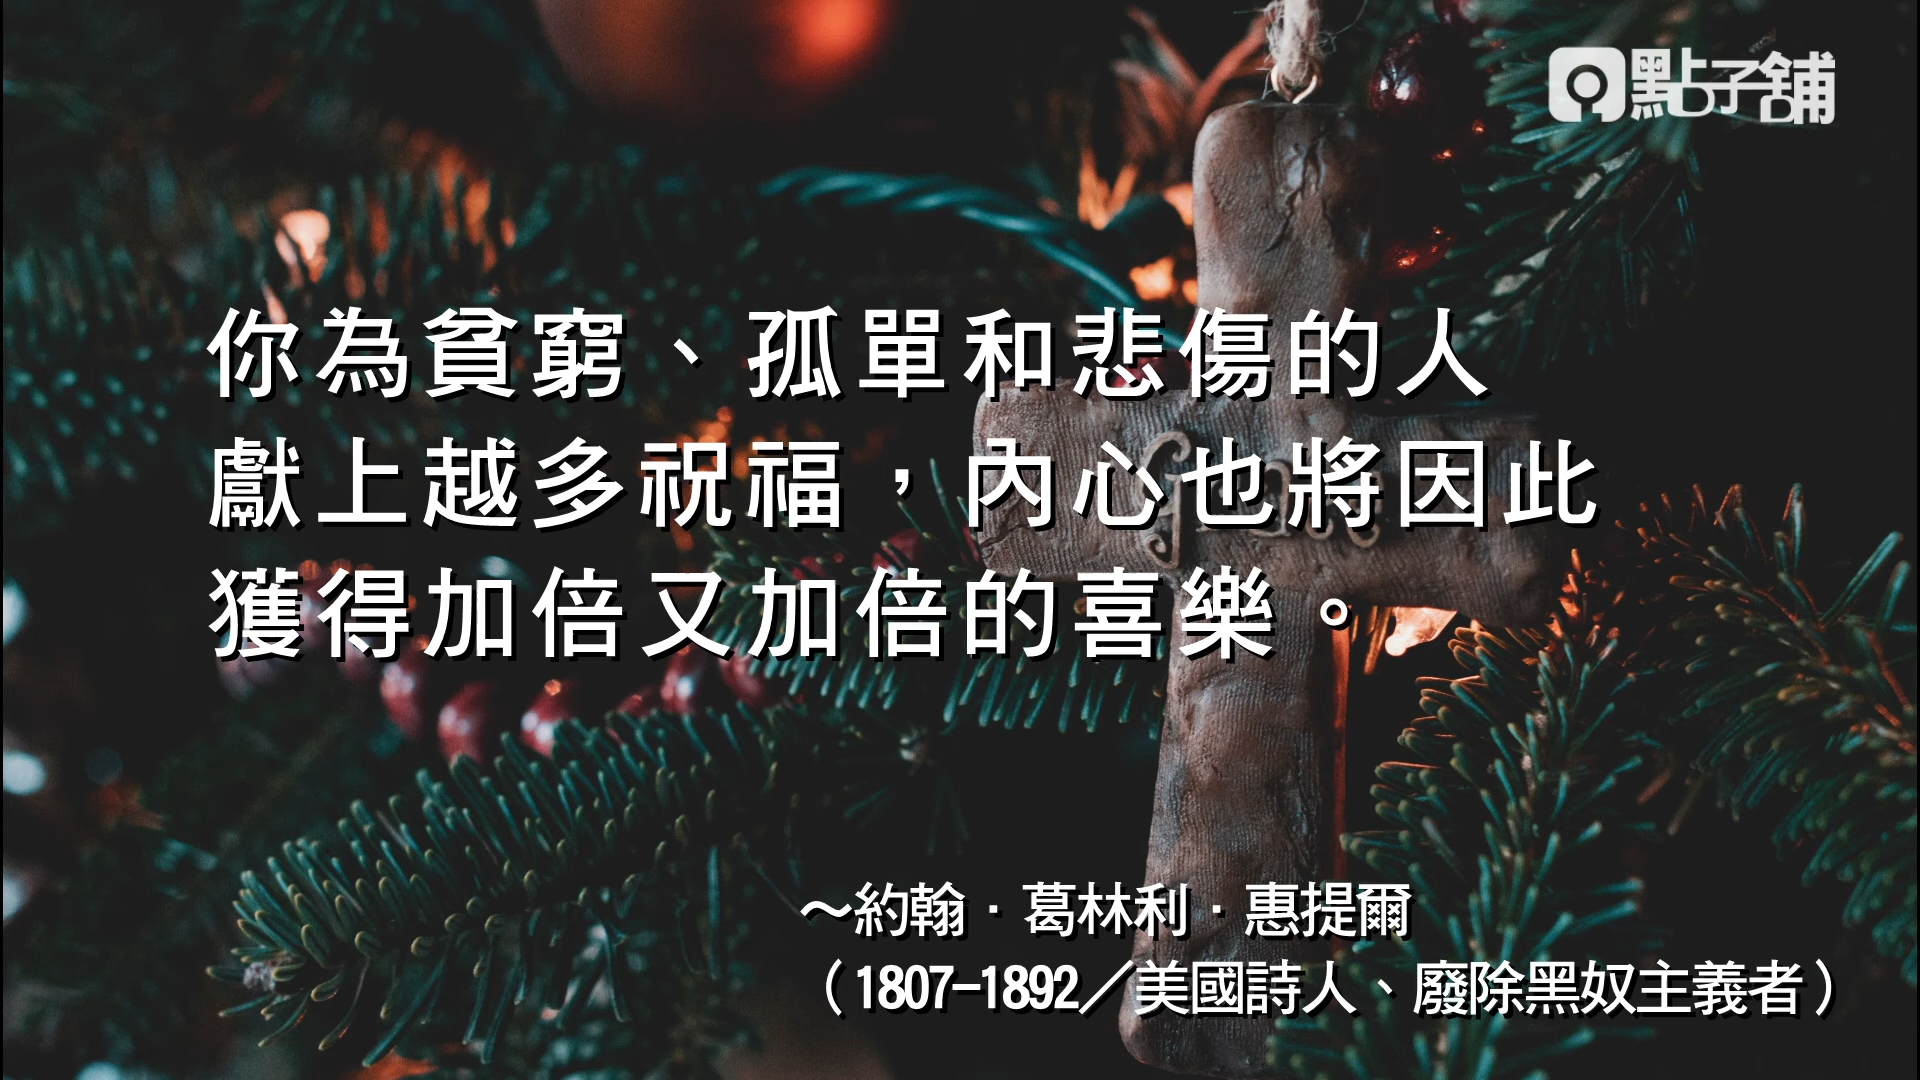 點子舖
你為貧窮、孤單和悲傷的人
獻上越多祝福，內心也將因此
獲得加倍又加倍的喜樂。
～約翰．葛林利．惠提爾
（1807-1892／美國詩人、廢除黑奴主義者）